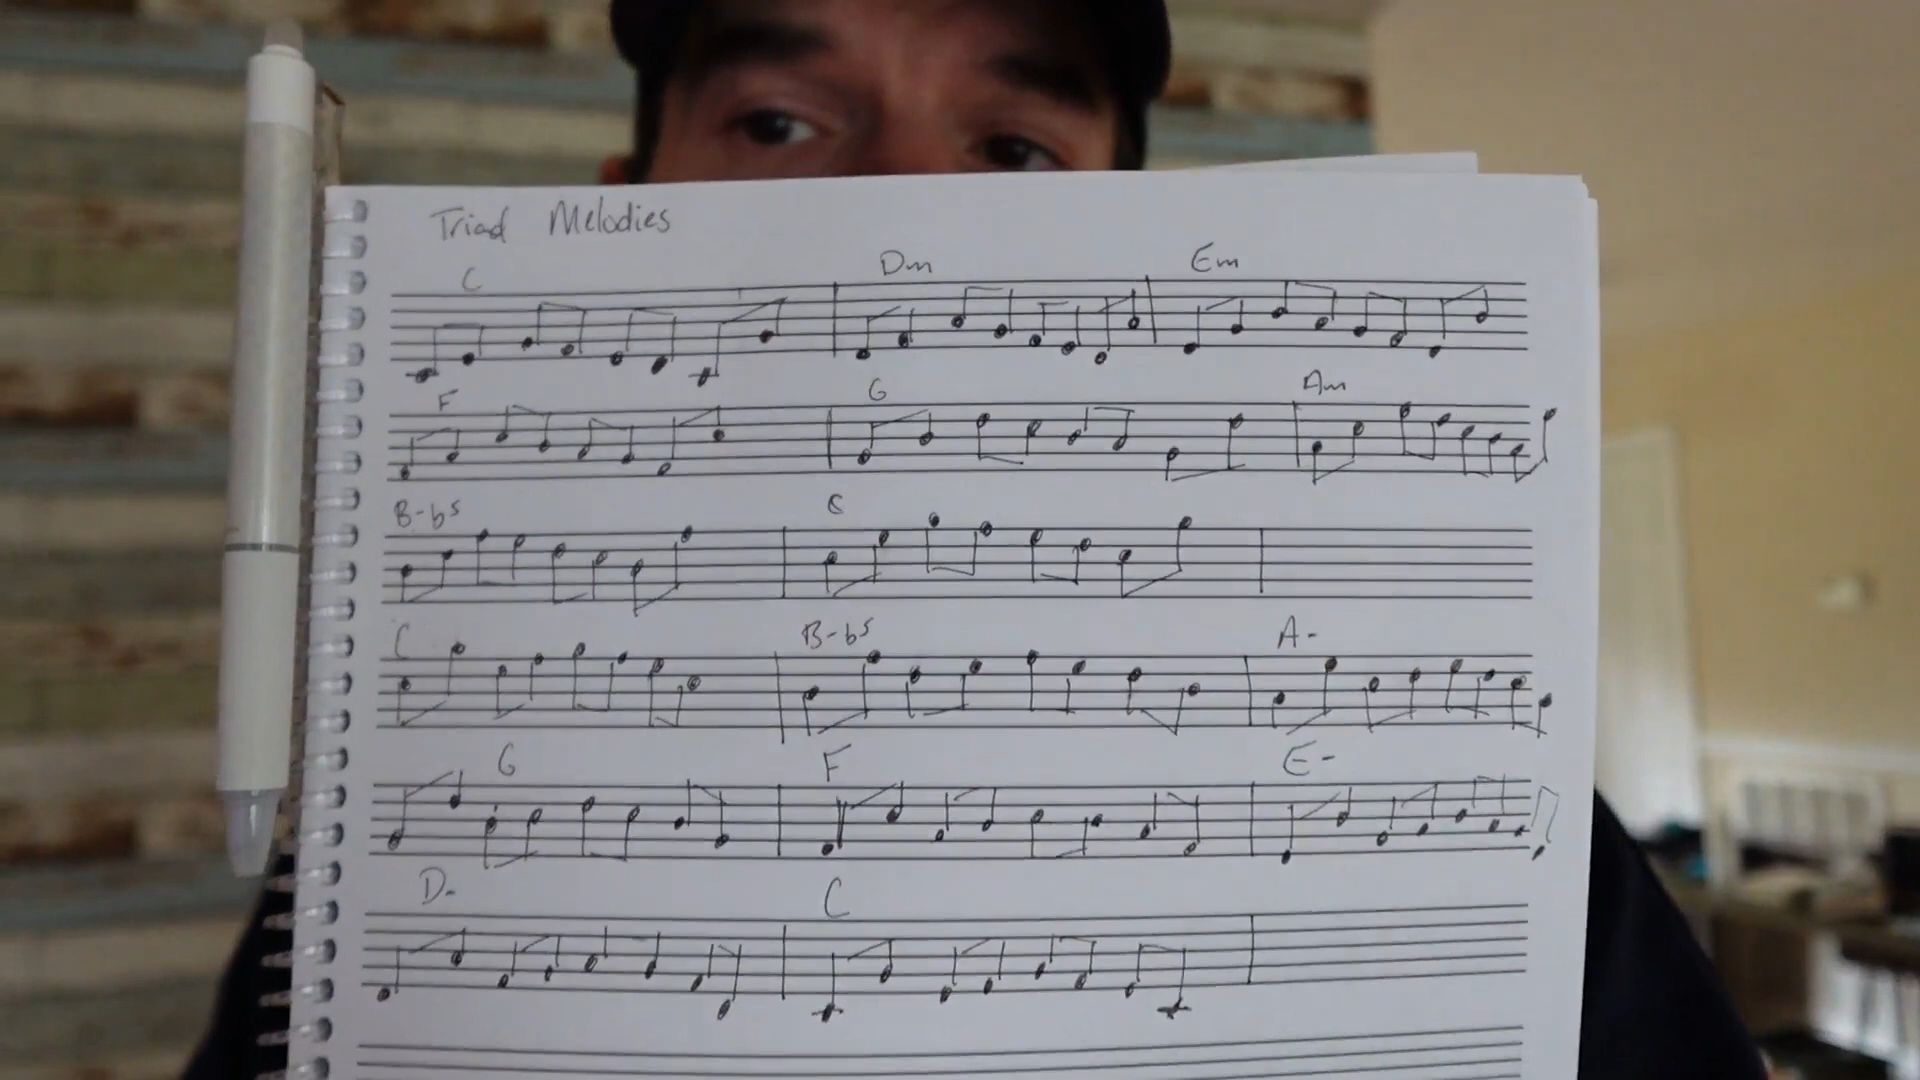 Triad Melodies
C Dm Em
F G Am
B-b5 C
C B-b5 A-
G F E-
D- C